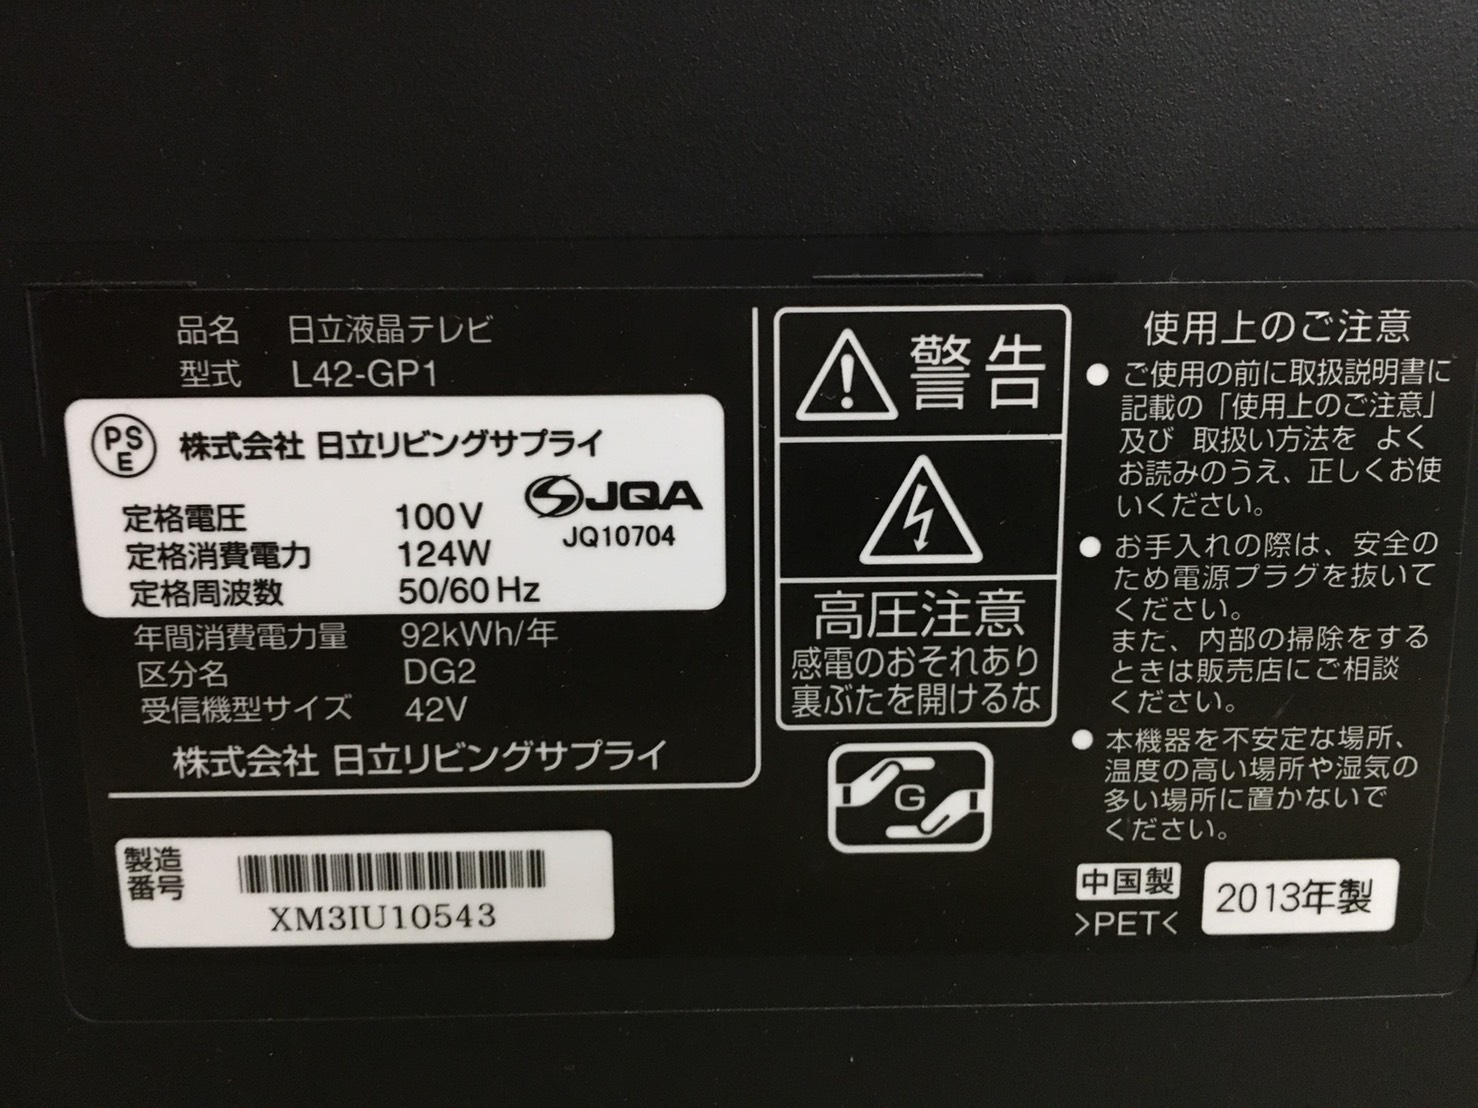 品名 日立液晶テレビ
型式 L42-GP1
PS
E
株式会社 日立リビングサプライ
JQA
JQ10704
定格電圧 100V
定格消費電力 124W
定格周波数 50/60 Hz
年間消費電力量 92kWh/年
区分名 DG2
受信機型サイズ 42V
株式会社 日立リビングサプライ
製造
番号
XM3IU10543
警告
高圧注意
感電のおそれあり
裏ぶたを開けるな
G
使用上のご注意
●ご使用の前に取扱説明書に
記載の「使用上のご注意」
及び 取扱い方法を よく
お読みのうえ、正しくお使
いください。
●お手入れの際は、安全の
ため電源プラグを抜いて
ください。
また、内部の掃除をする
ときは販売店にご相談
ください。
●本機器を不安定な場所、
温度の高い場所や湿気の
多い場所に置かないで
ください。
中国製
>PET<
2013年製